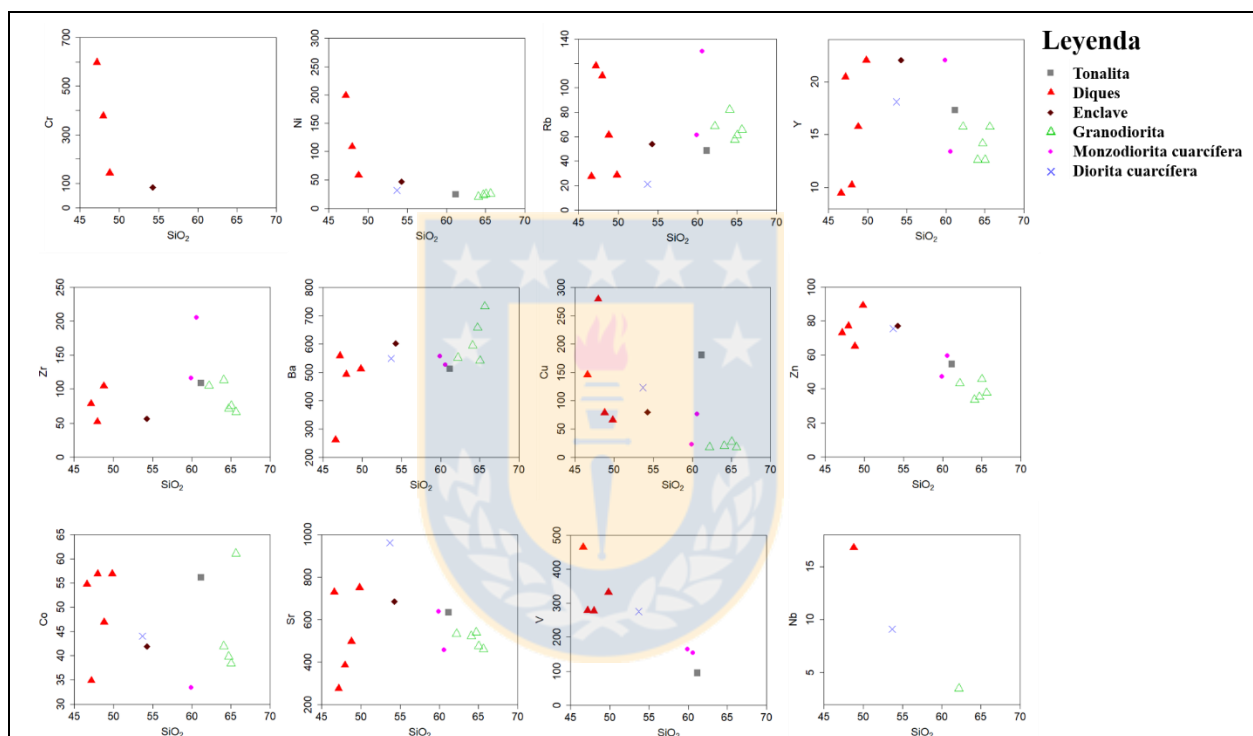 Cr
0 100 300 500 700
45 50 55 60 65 70
SiO₂
Ni
0 50 100 150 200 250 300
45 50 55 60 65 70
SiO₂
Rb
0 20 40 60 80 100 120 140
45 50 55 60 65 70
SiO₂
Y
10 15 20
45 50 55 60 65 70
SiO₂
Leyenda
Tonalita
Diques
Enclave
Granodiorita
Monzodiorita cuarcífera
Diorita cuarcífera
Zr
0 50 100 150 200 250
45 50 55 60 65 70
SiO₂
Ba
200 300 400 500 600 700 800
45 50 55 60 65 70
SiO₂
Cu
0 50 100 150 200 250 300
45 50 55 60 65 70
SiO₂
Zn
0 20 40 60 80 100
45 50 55 60 65 70
SiO₂
Co
30 35 40 45 50 55 60 65
45 50 55 60 65 70
Sr
200 400 600 800 1000
45 50 55 60 65 70
V
0 100 200 300 400 500
45 50 55 60 65 70
Nb
5 10 15
45 50 55 60 65 70